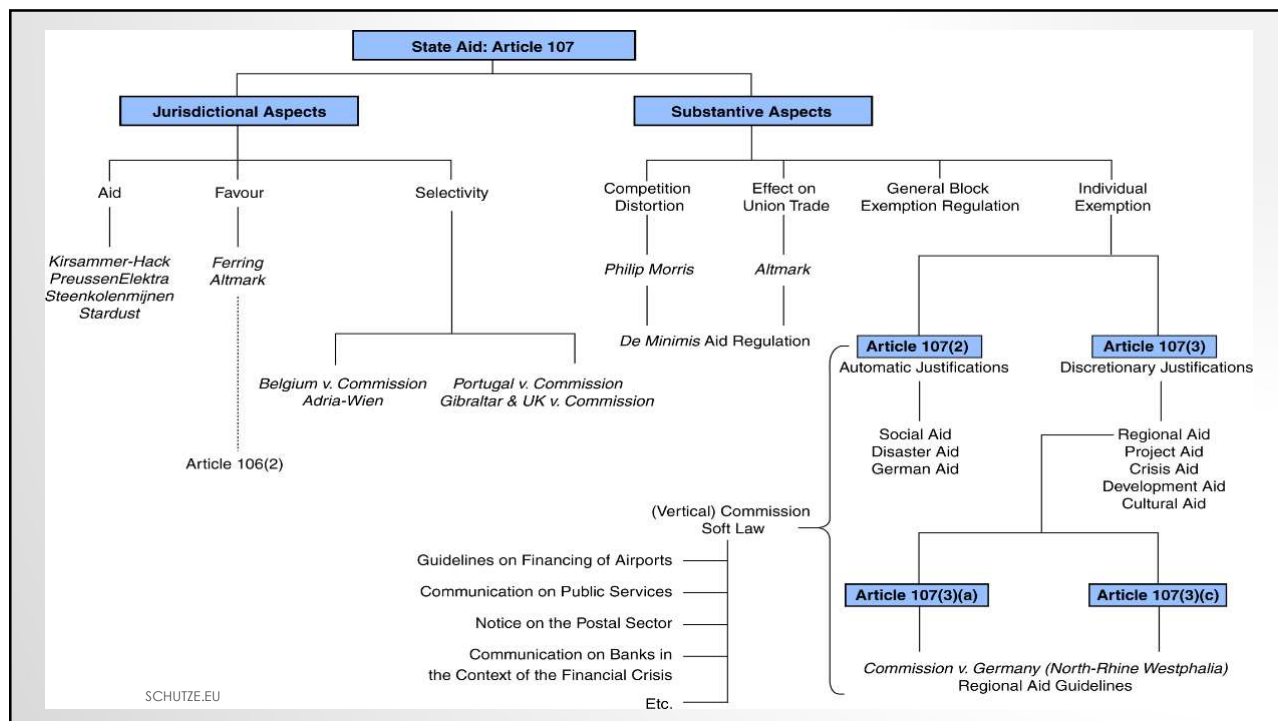 State Aid: Article 107
Jurisdictional Aspects
Substantive Aspects
Aid
Favour
Selectivity
Competition
Distortion
Effect on
Union Trade
General Block
Exemption Regulation
Individual
Exemption
Kirsammer-Hack
PreussenElektra
Steenkolenmijnen
Stardust
Ferring
Altmark
Philip Morris
Altmark
De Minimis Aid Regulation
Belgium v. Commission
Adria-Wien
Portugal v. Commission
Gibraltar & UK v. Commission
Article 106(2)
Article 107(2)
Automatic Justifications
Article 107(3)
Discretionary Justifications
Social Aid
Disaster Aid
German Aid
Regional Aid
Project Aid
Crisis Aid
Development Aid
Cultural Aid
(Vertical) Commission
Soft Law
Guidelines on Financing of Airports
Communication on Public Services
Notice on the Postal Sector
Communication on Banks in
the Context of the Financial Crisis
Etc.
Article 107(3)(a)
Article 107(3)(c)
Commission v. Germany (North-Rhine Westphalia)
Regional Aid Guidelines
SCHUTZE.EU